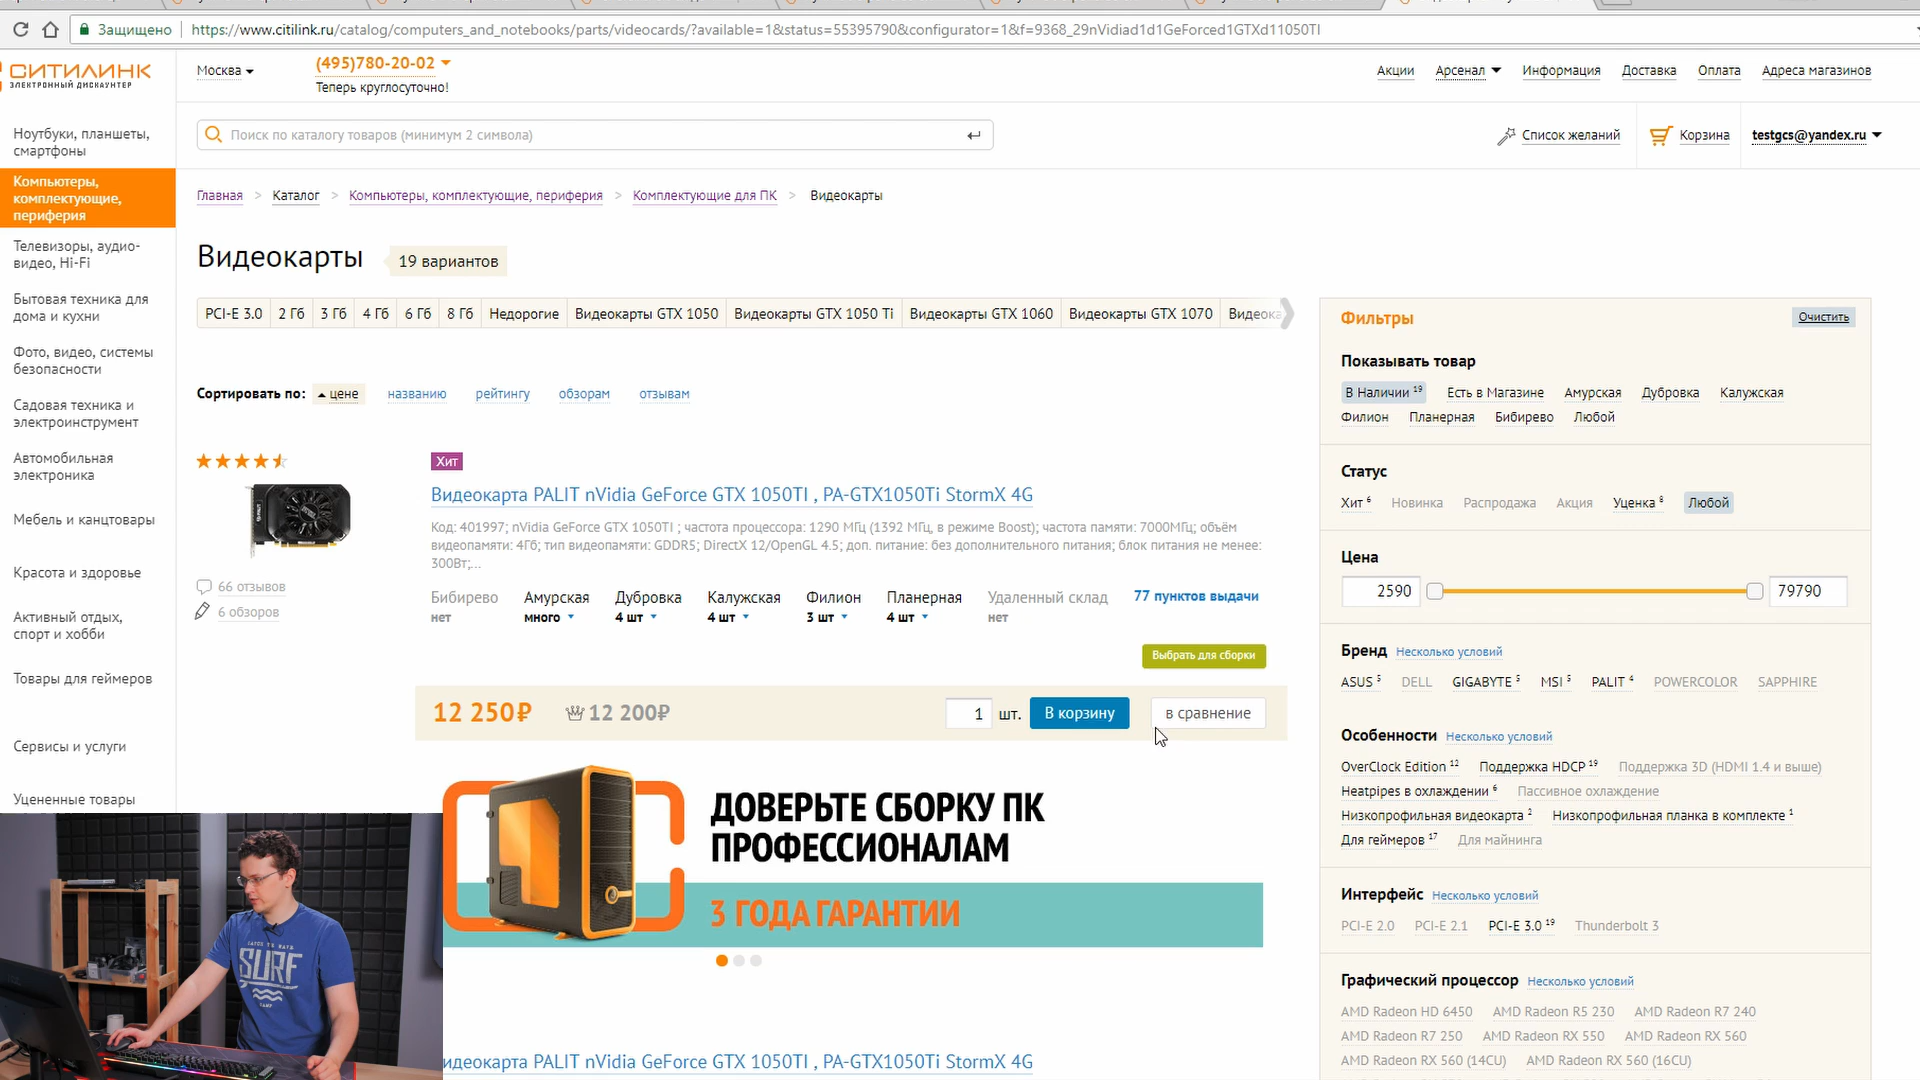 Защищено
https://www.citilink.ru/catalog/computers_and_notebooks/parts/videocards/?available=1&status=55395790&configurator=1&f=9368_29nVidiad1d1GeForced1GTXd11050TI
СИТИЛИНК
ЭЛЕКТРОННЫЙ ДИСКАУНТЕР
Москва
(495)780-20-02
Теперь круглосуточно!
Акции
Арсенал
Информация
Доставка
Оплата
Адреса магазинов
Поиск по каталогу товаров (минимум 2 символа)
Список желаний
Корзина
testgcs@yandex.ru
Ноутбуки, планшеты,
смартфоны
Компьютеры,
комплектующие,
периферия
Телевизоры, аудио-
видео, Hi-Fi
Бытовая техника для
дома и кухни
Фото, видео, системы
безопасности
Садовая техника и
электроинструмент
Автомобильная
электроника
Мебель и канцтовары
Красота и здоровье
Активный отдых,
спорт и хобби
Товары для геймеров
Сервисы и услуги
Уцененные товары
Главная > Каталог > Компьютеры, комплектующие, периферия > Комплектующие для ПК > Видеокарты
Видеокарты
19 вариантов
PCI-E 3.0
2 Гб
3 Гб
4 Гб
6 Гб
8 Гб
Недорогие
Видеокарты GTX 1050
Видеокарты GTX 1050 Ti
Видеокарты GTX 1060
Видеокарты GTX 1070
Видеока
Сортировать по: цене названию рейтингу обзорам отзывам
Хит
Видеокарта PALIT nVidia GeForce GTX 1050TI , PA-GTX1050Ti StormX 4G
Код: 401997; nVidia GeForce GTX 1050TI ; частота процессора: 1290 МГц (1392 МГц, в режиме Boost); частота памяти: 7000МГц; объём
видеопамяти: 4Гб; тип видеопамяти: GDDR5; DirectX 12/OpenGL 4.5; доп. питание: без дополнительного питания; блок питания не менее:
300Вт;...
66 отзывов
6 обзоров
Бибирево Амурская Дубровка Калужская Филион Планерная Удаленный склад 77 пунктов выдачи
нет много 4 шт 4 шт 3 шт 4 шт нет
Выбрать для сборки
12 250₽
12 200₽
1 шт.
В корзину
в сравнение
ДОВЕРЬТЕ СБОРКУ ПК
ПРОФЕССИОНАЛАМ
3 ГОДА ГАРАНТИИ
идеокарта PALIT nVidia GeForce GTX 1050TI , PA-GTX1050Ti StormX 4G
Фильтры
Очистить
Показывать товар
В Наличии 19 Есть в Магазине Амурская Дубровка Калужская
Филион Планерная Бибирево Любой
Статус
Хит 6 Новинка Распродажа Акция Уценка 8 Любой
Цена
2590
79790
Бренд Несколько условий
ASUS 5 DELL GIGABYTE 5 MSI 5 PALIT 4 POWERCOLOR SAPPHIRE
Особенности Несколько условий
OverClock Edition 12 Поддержка HDCP 19 Поддержка 3D (HDMI 1.4 и выше)
Heatpipes в охлаждении 6 Пассивное охлаждение
Низкопрофильная видеокарта 2 Низкопрофильная планка в комплекте 1
Для геймеров 17 Для майнинга
Интерфейс Несколько условий
PCI-E 2.0 PCI-E 2.1 PCI-E 3.0 19 Thunderbolt 3
Графический процессор Несколько условий
AMD Radeon HD 6450 AMD Radeon R5 230 AMD Radeon R7 240
AMD Radeon R7 250 AMD Radeon RX 550 AMD Radeon RX 560
AMD Radeon RX 560 (14CU) AMD Radeon RX 560 (16CU)
SURF
CAMP